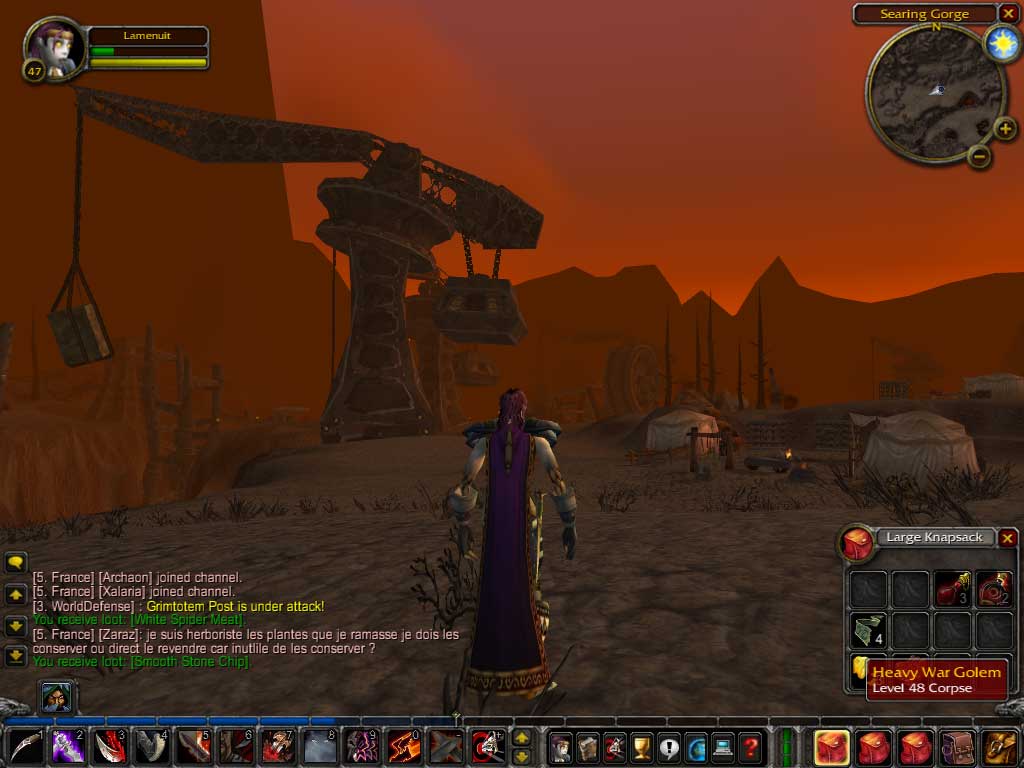 Lamenuit
47
Searing Gorge
N
Large Knapsack
3
2
4
Heavy War Golem
Level 48 Corpse
[5. France] [Archaon] joined channel.
[5. France] [Xalaria] joined channel.
[3. WorldDefense] : Grimtotem Post is under attack!
You receive loot: [White Spider Meat].
[5. France] [Zaraz]: je suis herboriste les plantes que je ramasse je dois les
conserver ou direct le revendre car inutlile de les conserver ?
You receive loot: [Smooth Stone Chip].
1 2 3 4 5 6 7 8 9 0 - +